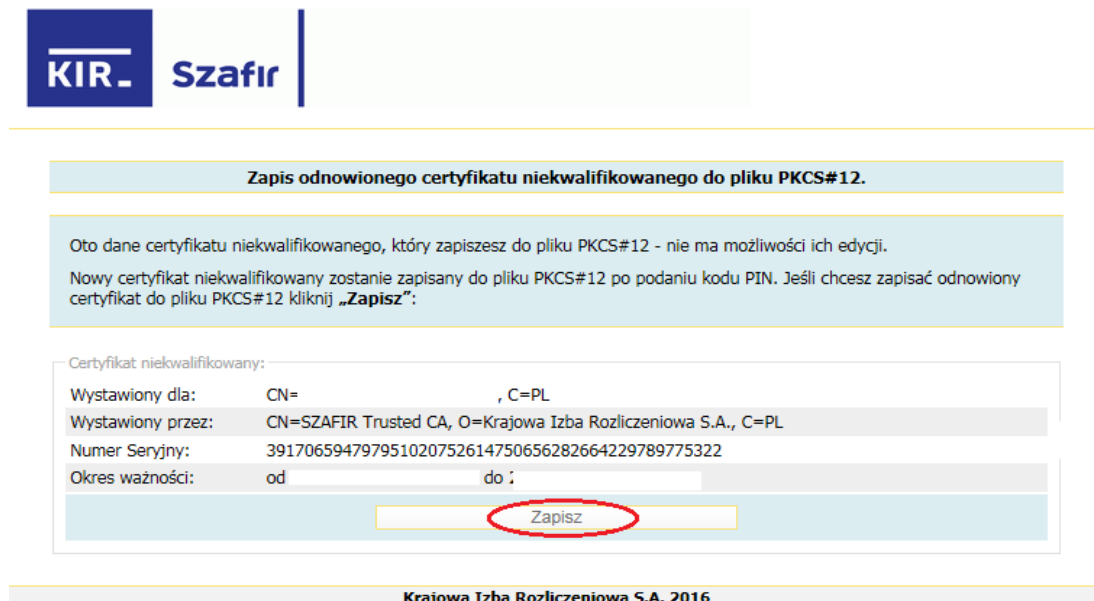 KIR Szafir
Zapis odnowionego certyfikatu niekwalifikowanego do pliku PKCS#12.
Oto dane certyfikatu niekwalifikowanego, który zapiszesz do pliku PKCS#12 - nie ma możliwości ich edycji.
Nowy certyfikat niekwalifikowany zostanie zapisany do pliku PKCS#12 po podaniu kodu PIN. Jeśli chcesz zapisać odnowiony
certyfikat do pliku PKCS#12 kliknij „Zapisz":
Certyfikat niekwalifikowany:
Wystawiony dla: CN= , C=PL
Wystawiony przez: CN=SZAFIR Trusted CA, O=Krajowa Izba Rozliczeniowa S.A., C=PL
Numer Seryjny: 391706594797951020752614750656282664229789775322
Okres ważności: od do
Zapisz
Krajowa Izba Rozliczeniowa S.A. 2016